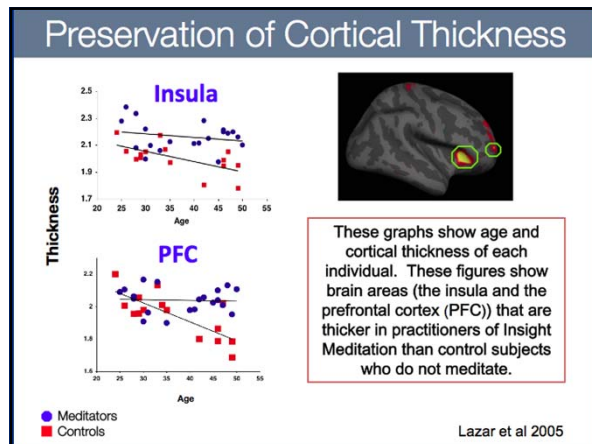 Preservation of Cortical Thickness
Insula
2.5
2.3
2.1
1.9
1.7
20 25 30 35 40 45 50 55
Age
Thickness
PFC
2.2
2
1.8
1.6
20 25 30 35 40 45 50 55
Age
Meditators
Controls
These graphs show age and
cortical thickness of each
individual. These figures show
brain areas (the insula and the
prefrontal cortex (PFC)) that are
thicker in practitioners of Insight
Meditation than control subjects
who do not meditate.
Lazar et al 2005